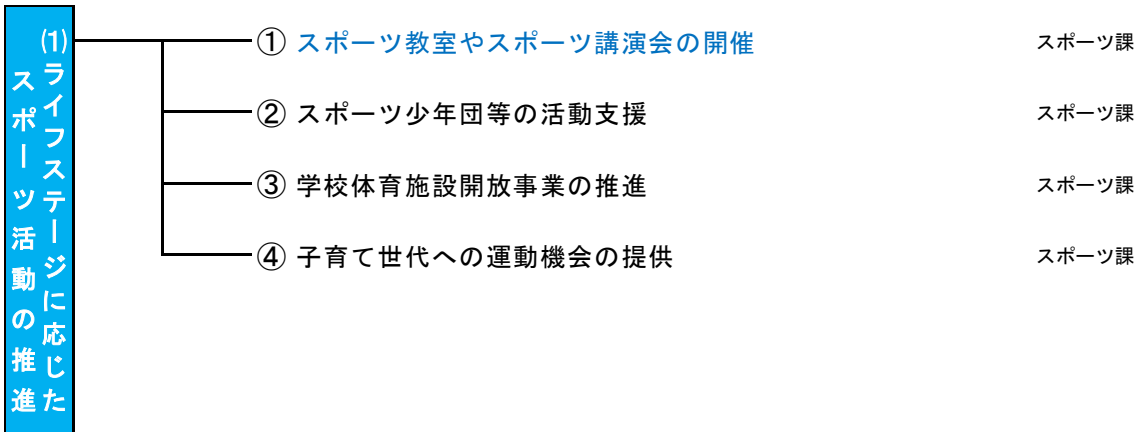 ⑴ライフステージに応じた
スポーツ活動の推進
① スポーツ教室やスポーツ講演会の開催 スポーツ課
② スポーツ少年団等の活動支援 スポーツ課
③ 学校体育施設開放事業の推進 スポーツ課
④ 子育て世代への運動機会の提供 スポーツ課